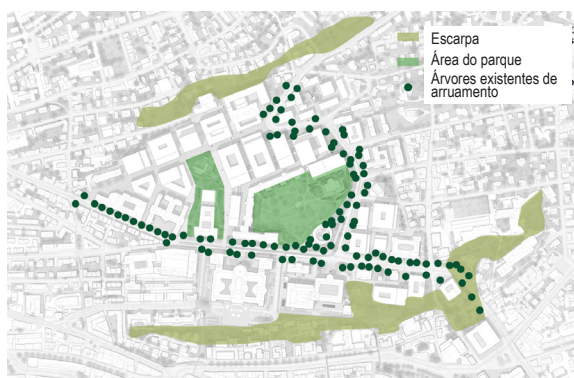 Escarpa
Área do parque
Árvores existentes de
arruamento